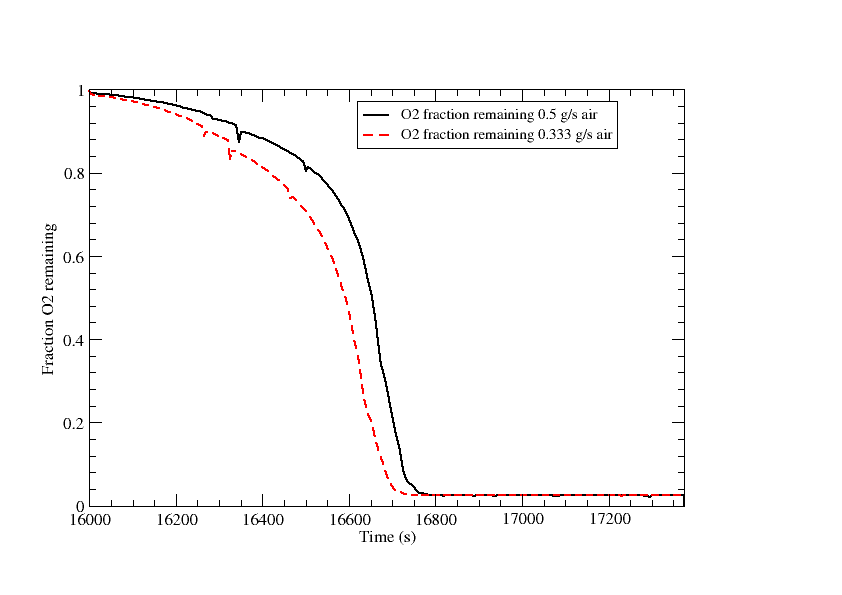 1
0.8
0.6
0.4
0.2
0
Fraction O2 remaining
O2 fraction remaining 0.5 g/s air
O2 fraction remaining 0.333 g/s air
16000 16200 16400 16600 16800 17000 17200
Time (s)